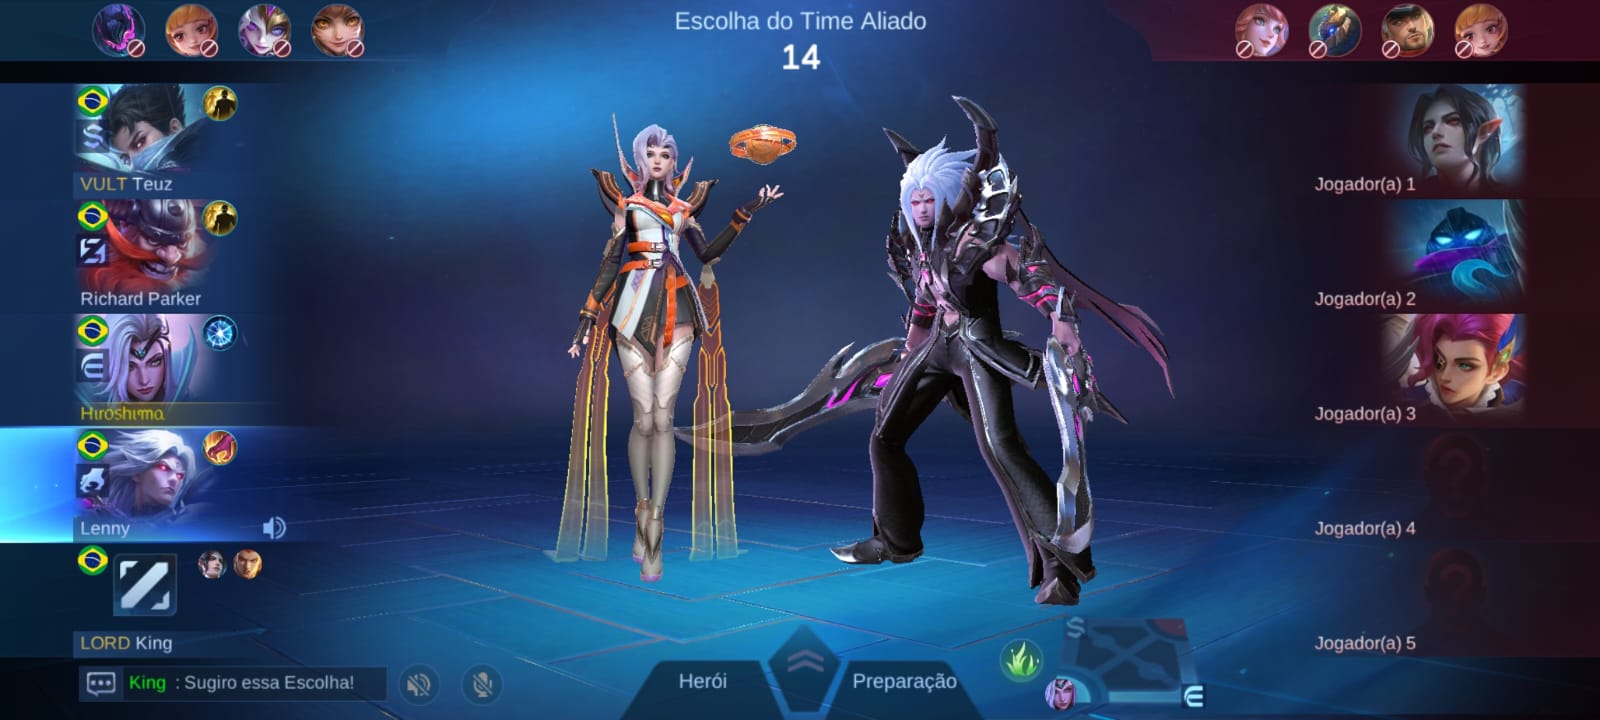 Escolha do Time Aliado
14
VULT Teuz
Richard Parker
Hiroshima
Lenny
LORD King
King : Sugiro essa Escolha!
Jogador(a) 1
Jogador(a) 2
Jogador(a) 3
Jogador(a) 4
Jogador(a) 5
Herói
Preparação